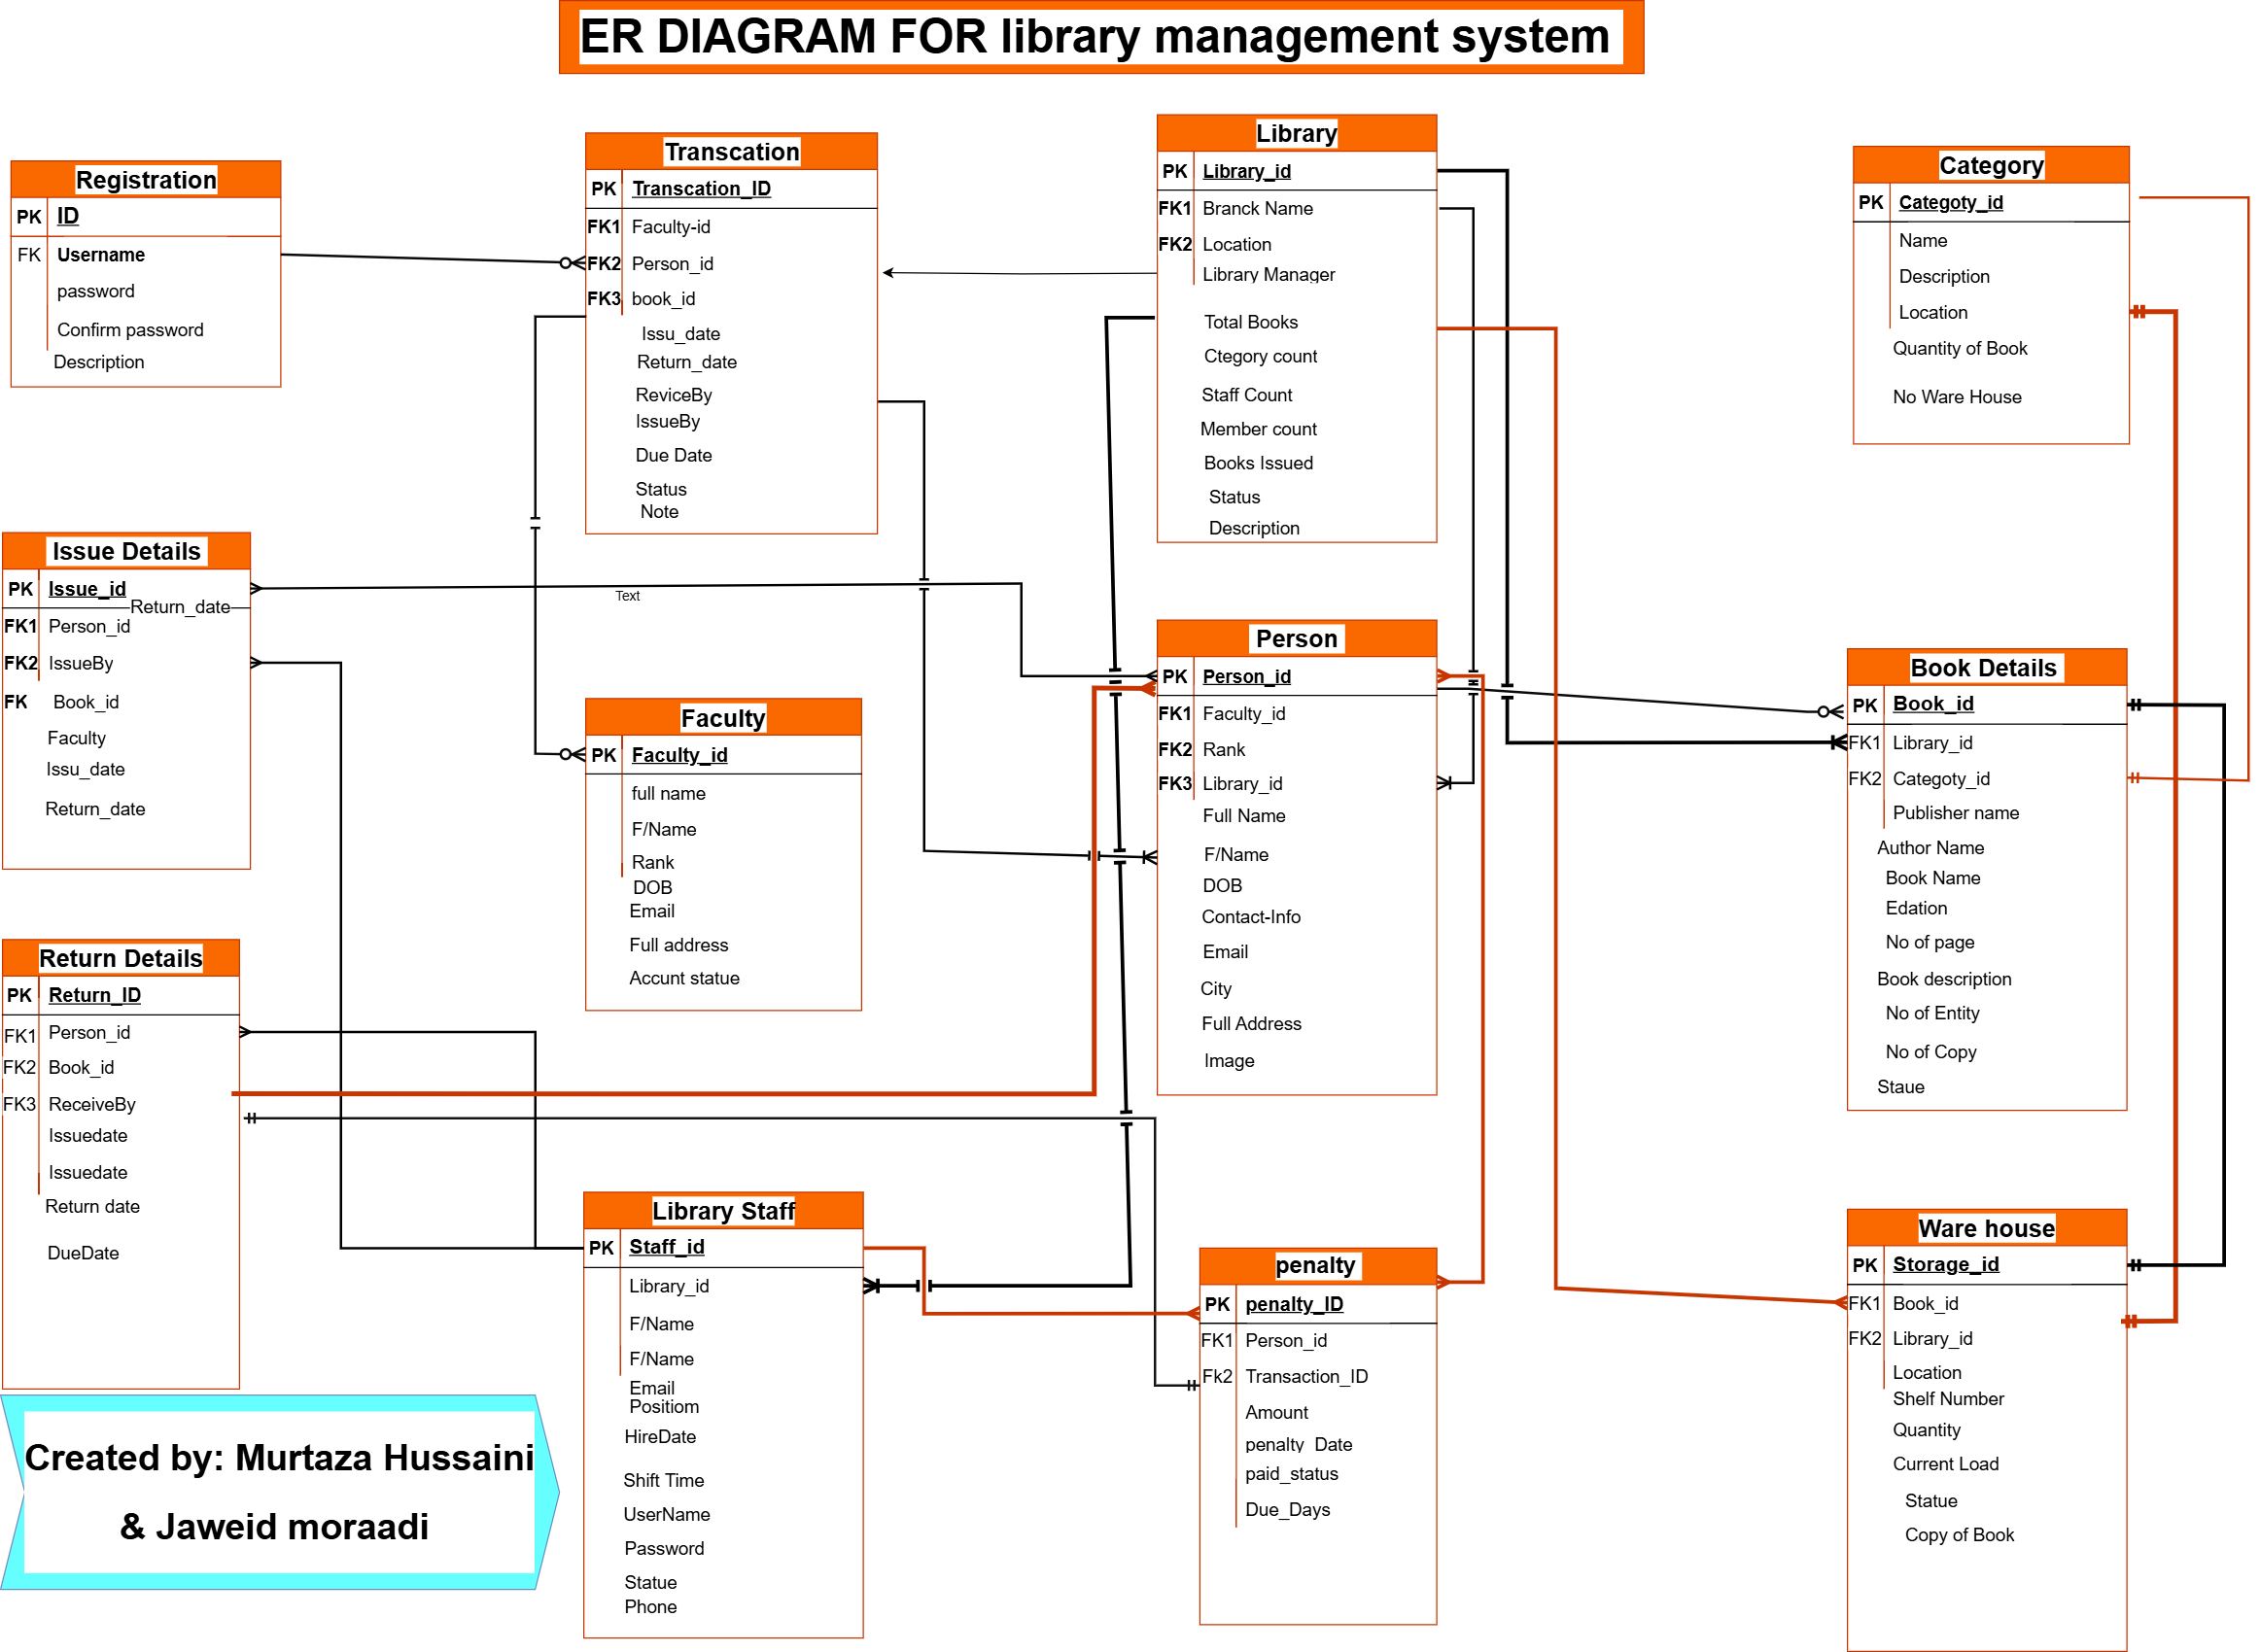 ER DIAGRAM FOR library management system
Registration
PK ID
FK Username
password
Confirm password
Description
Transcation
PK Transcation_ID
FK1 Faculty-id
FK2 Person_id
FK3 book_id
Issu_date
Return_date
ReviceBy
IssueBy
Due Date
Status
Note
Library
PK Library_id
FK1 Branck Name
FK2 Location
Library Manager
Total Books
Ctegory count
Staff Count
Member count
Books Issued
Status
Description
Category
PK Categoty_id
Name
Description
Location
Quantity of Book
No Ware House
Issue Details
PK Issue_id
Return_date
FK1 Person_id
FK2 IssueBy
FK Book_id
Faculty
Issu_date
Return_date
Text
Faculty
PK Faculty_id
full name
F/Name
Rank
DOB
Email
Full address
Accunt statue
Person
PK Person_id
FK1 Faculty_id
FK2 Rank
FK3 Library_id
Full Name
F/Name
DOB
Contact-Info
Email
City
Full Address
Image
Book Details
PK Book_id
FK1 Library_id
FK2 Categoty_id
Publisher name
Author Name
Book Name
Edation
No of page
Book description
No of Entity
No of Copy
Staue
Return Details
PK Return_ID
FK1 Person_id
FK2 Book_id
FK3 ReceiveBy
Issuedate
Issuedate
Return date
DueDate
Library Staff
PK Staff_id
Library_id
F/Name
F/Name
Email
Positiom
HireDate
Shift Time
UserName
Password
Statue
Phone
penalty
PK penalty_ID
FK1 Person_id
Fk2 Transaction_ID
Amount
penalty_Date
paid_status
Due_Days
Ware house
PK Storage_id
FK1 Book_id
FK2 Library_id
Location
Shelf Number
Quantity
Current Load
Statue
Copy of Book
Created by: Murtaza Hussaini
& Jaweid moraadi